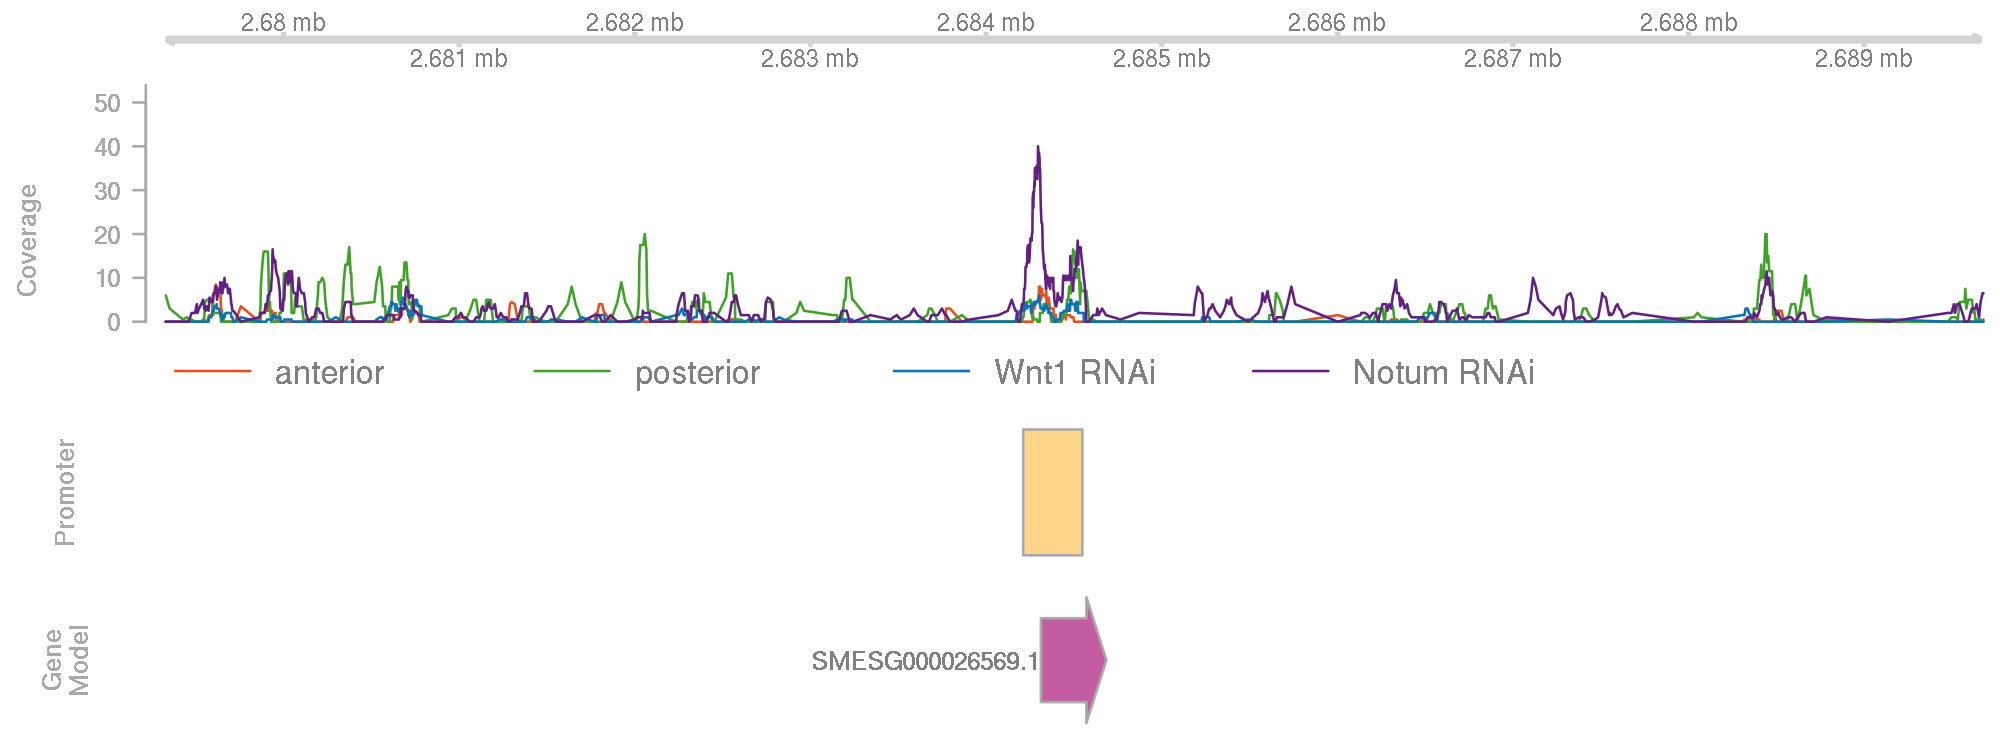 2.68 mb 2.682 mb 2.684 mb 2.686 mb 2.688 mb
2.681 mb 2.683 mb 2.685 mb 2.687 mb 2.689 mb
Coverage
50
40
30
20
10
0
anterior posterior Wnt1 RNAi Notum RNAi
Promoter
Gene
Model
SMESG000026569.1